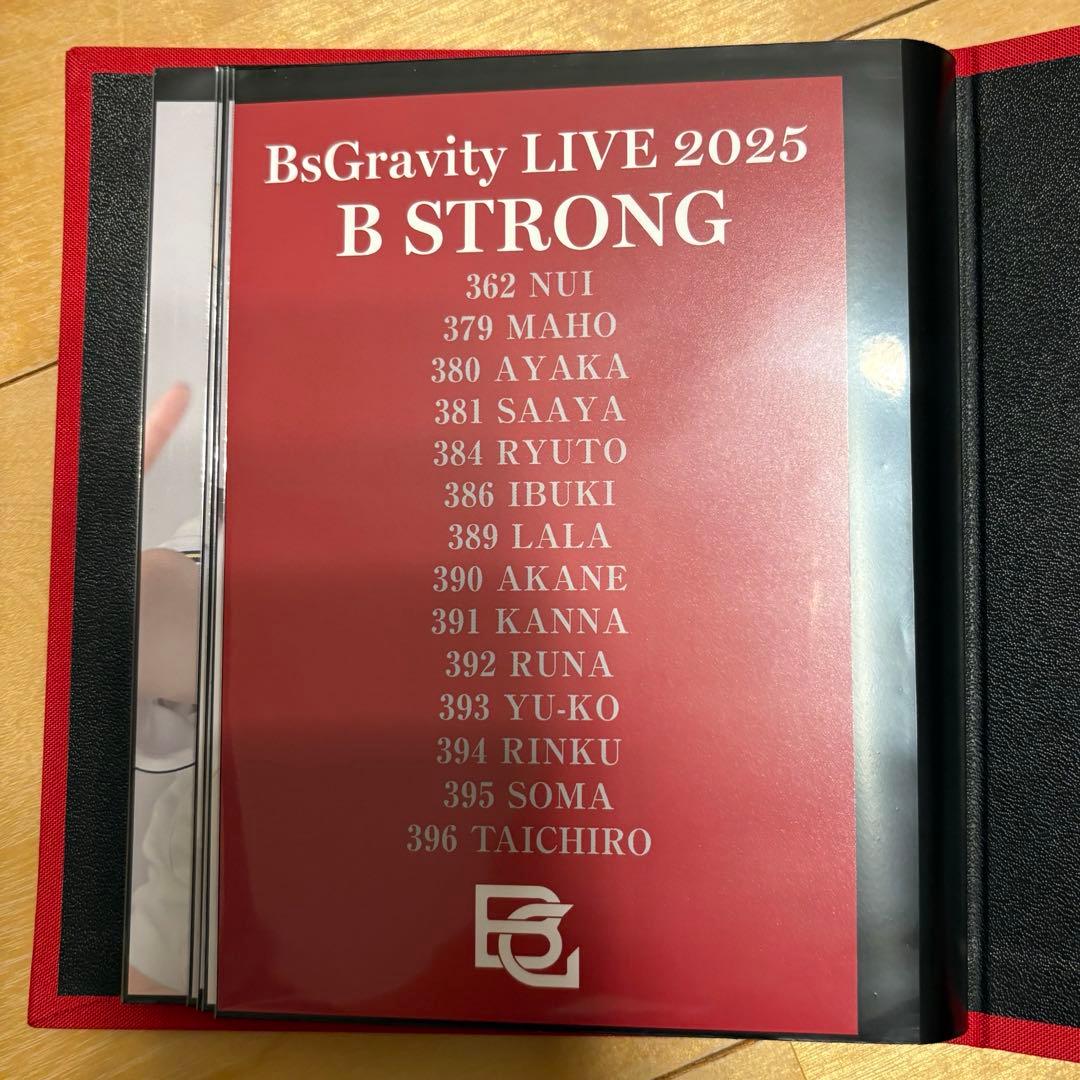 BsGravity LIVE 2025
B STRONG
362 NUI
379 MAHO
380 AYAKA
381 SAAYA
384 RYUTO
386 IBUKI
389 LALA
390 AKANE
391 KANNA
392 RUNA
393 YU-KO
394 RINKU
395 SOMA
396 TAICHIRO
BG